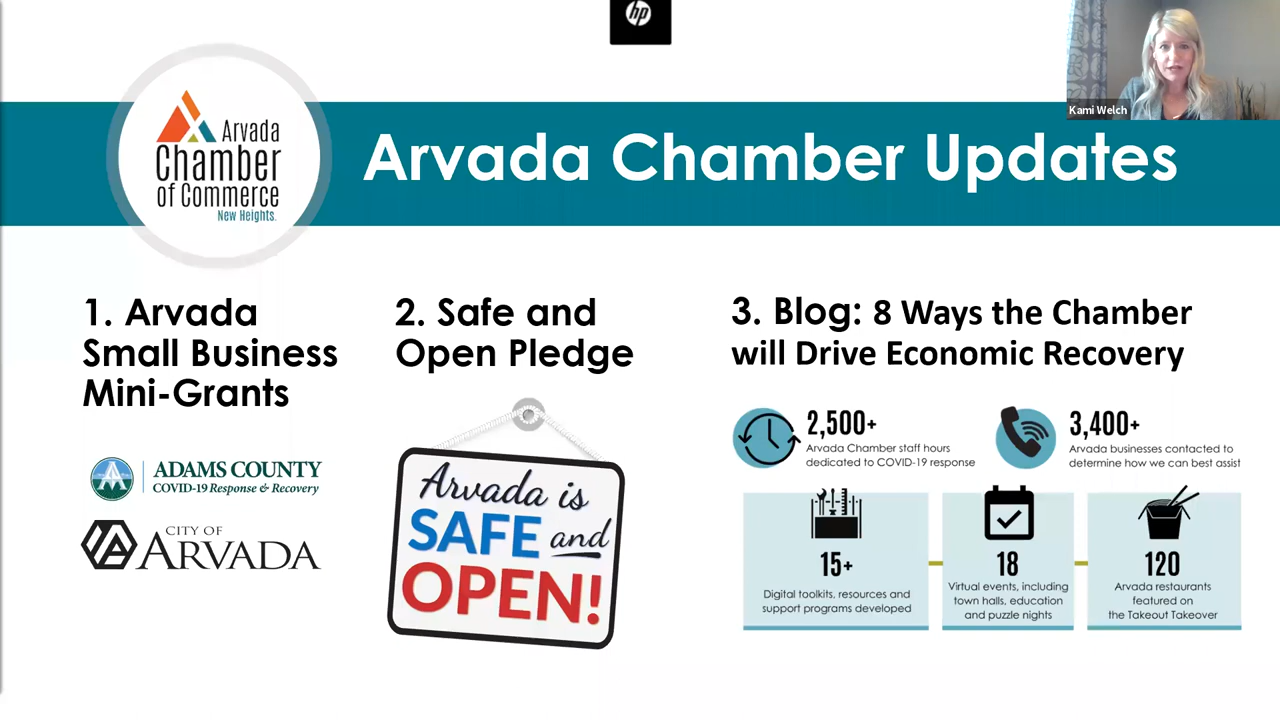 hp
Kami Welch
Arvada
Chamber
of Commerce
New Heights.
Arvada Chamber Updates
1. Arvada
Small Business
Mini-Grants
ADAMS COUNTY
COVID-19 Response & Recovery
CITY OF
ARVADA
2. Safe and
Open Pledge
Arvada is
SAFE and
OPEN!
3. Blog: 8 Ways the Chamber
will Drive Economic Recovery
2,500+
Arvada Chamber staff hours
dedicated to COVID-19 response
3,400+
Arvada businesses contacted to
determine how we can best assist
15+
Digital toolkits, resources and
support programs developed
18
Virtual events, including
town halls, education
and puzzle nights
120
Arvada restaurants
featured on
the Takeout Takeover